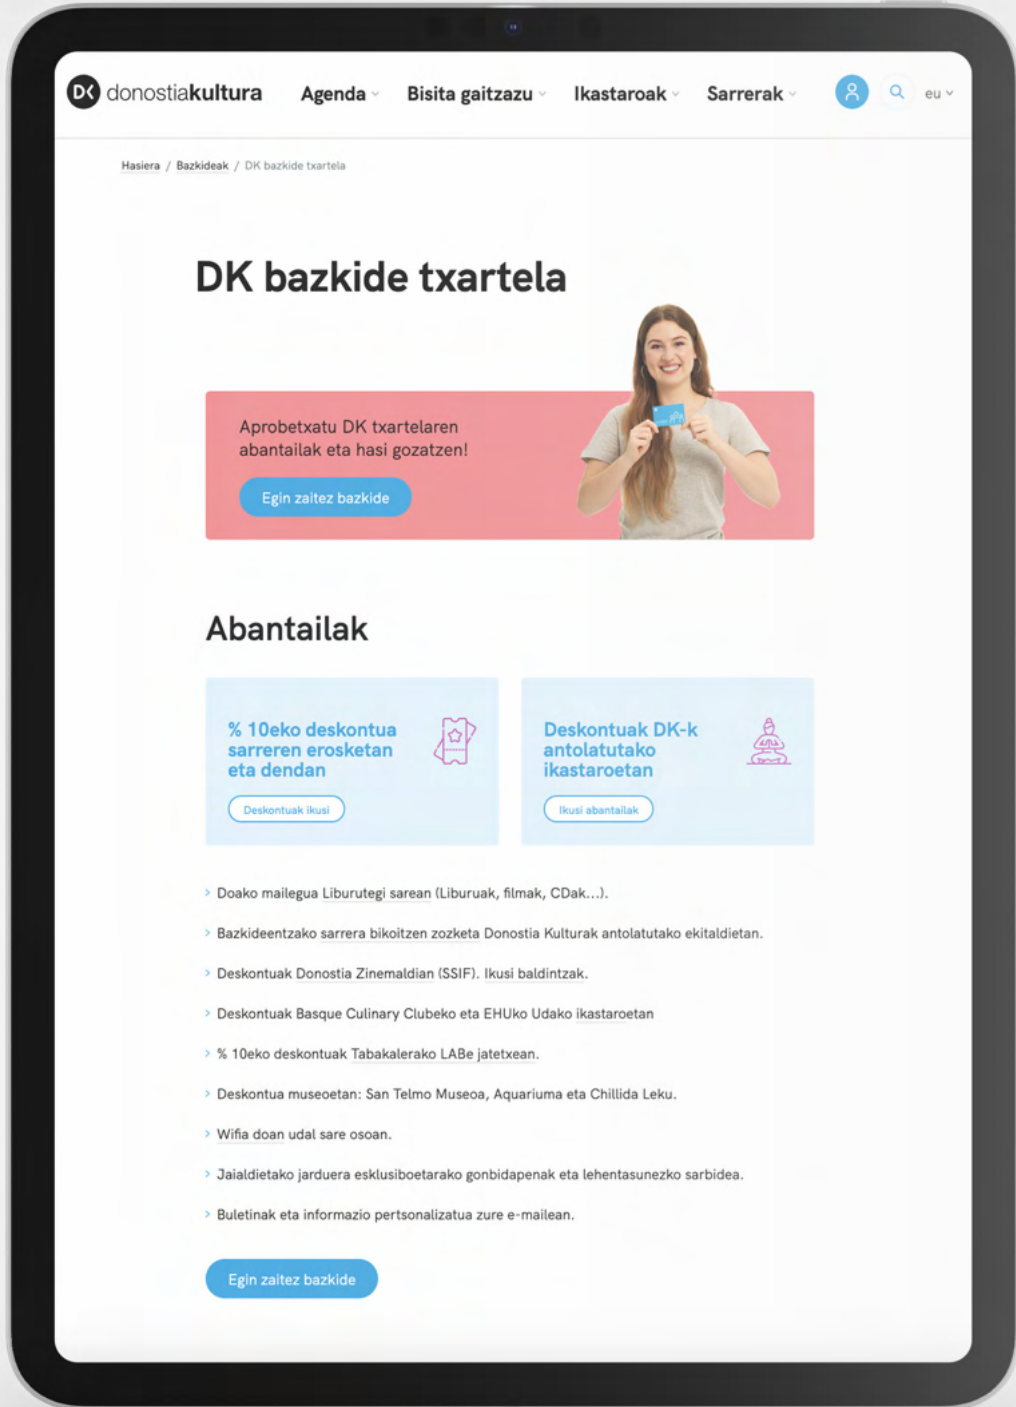 DK donostiakultura
Agenda
Bisita gaitzazu
Ikastaroak
Sarrerak
eu
Hasiera / Bazkideak / DK bazkide txartela
DK bazkide txartela
Aprobetxatu DK txartelaren
abantailak eta hasi gozatzen!
Egin zaitez bazkide
Abantailak
% 10eko deskontua
sarreren erosketan
eta dendan
Deskontuak ikusi
Deskontuak DK-k
antolatutako
ikastaroetan
Ikusi abantailak
Doako mailegua Liburutegi sarean (Liburuak, filmak, CDak...).
Bazkideentzako sarrera bikoitzen zozketa Donostia Kulturak antolatutako ekitaldietan.
Deskontuak Donostia Zinemaldian (SSIF). Ikusi baldintzak.
Deskontuak Basque Culinary Clubeko eta EHUko Udako ikastaroetan
% 10eko deskontuak Tabakalerako LABe jatetxean.
Deskontua museoetan: San Telmo Museoa, Aquariuma eta Chillida Leku.
Wifia doan udal sare osoan.
Jaialdietako jarduera esklusiboetarako gonbidapenak eta lehentasunezko sarbidea.
Buletinak eta informazio pertsonalizatua zure e-mailean.
Egin zaitez bazkide